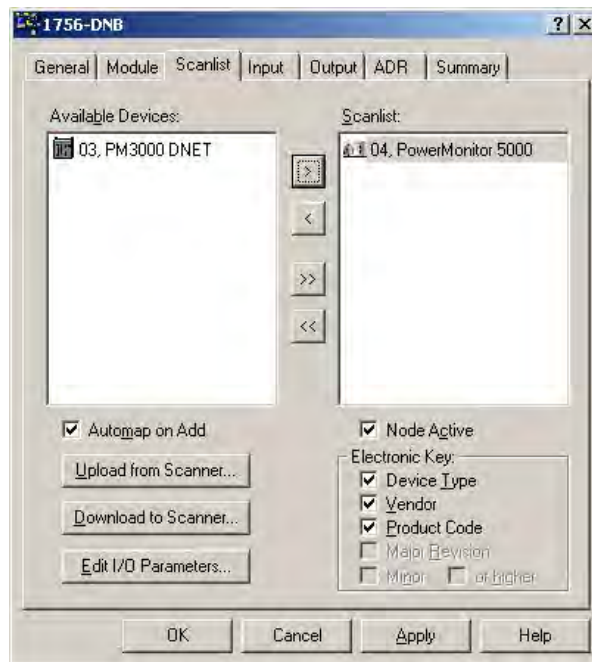 1756-DNB
General Module Scanlist Input Output ADR Summary
Available Devices:
03, PM3000 DNET
Scanlist:
04, PowerMonitor 5000
>
<
>>
<<
Automap on Add
Upload from Scanner...
Download to Scanner...
Edit I/O Parameters...
Node Active
Electronic Key:
Device Type
Vendor
Product Code
Major Revision
Minor or higher
OK Cancel Apply Help